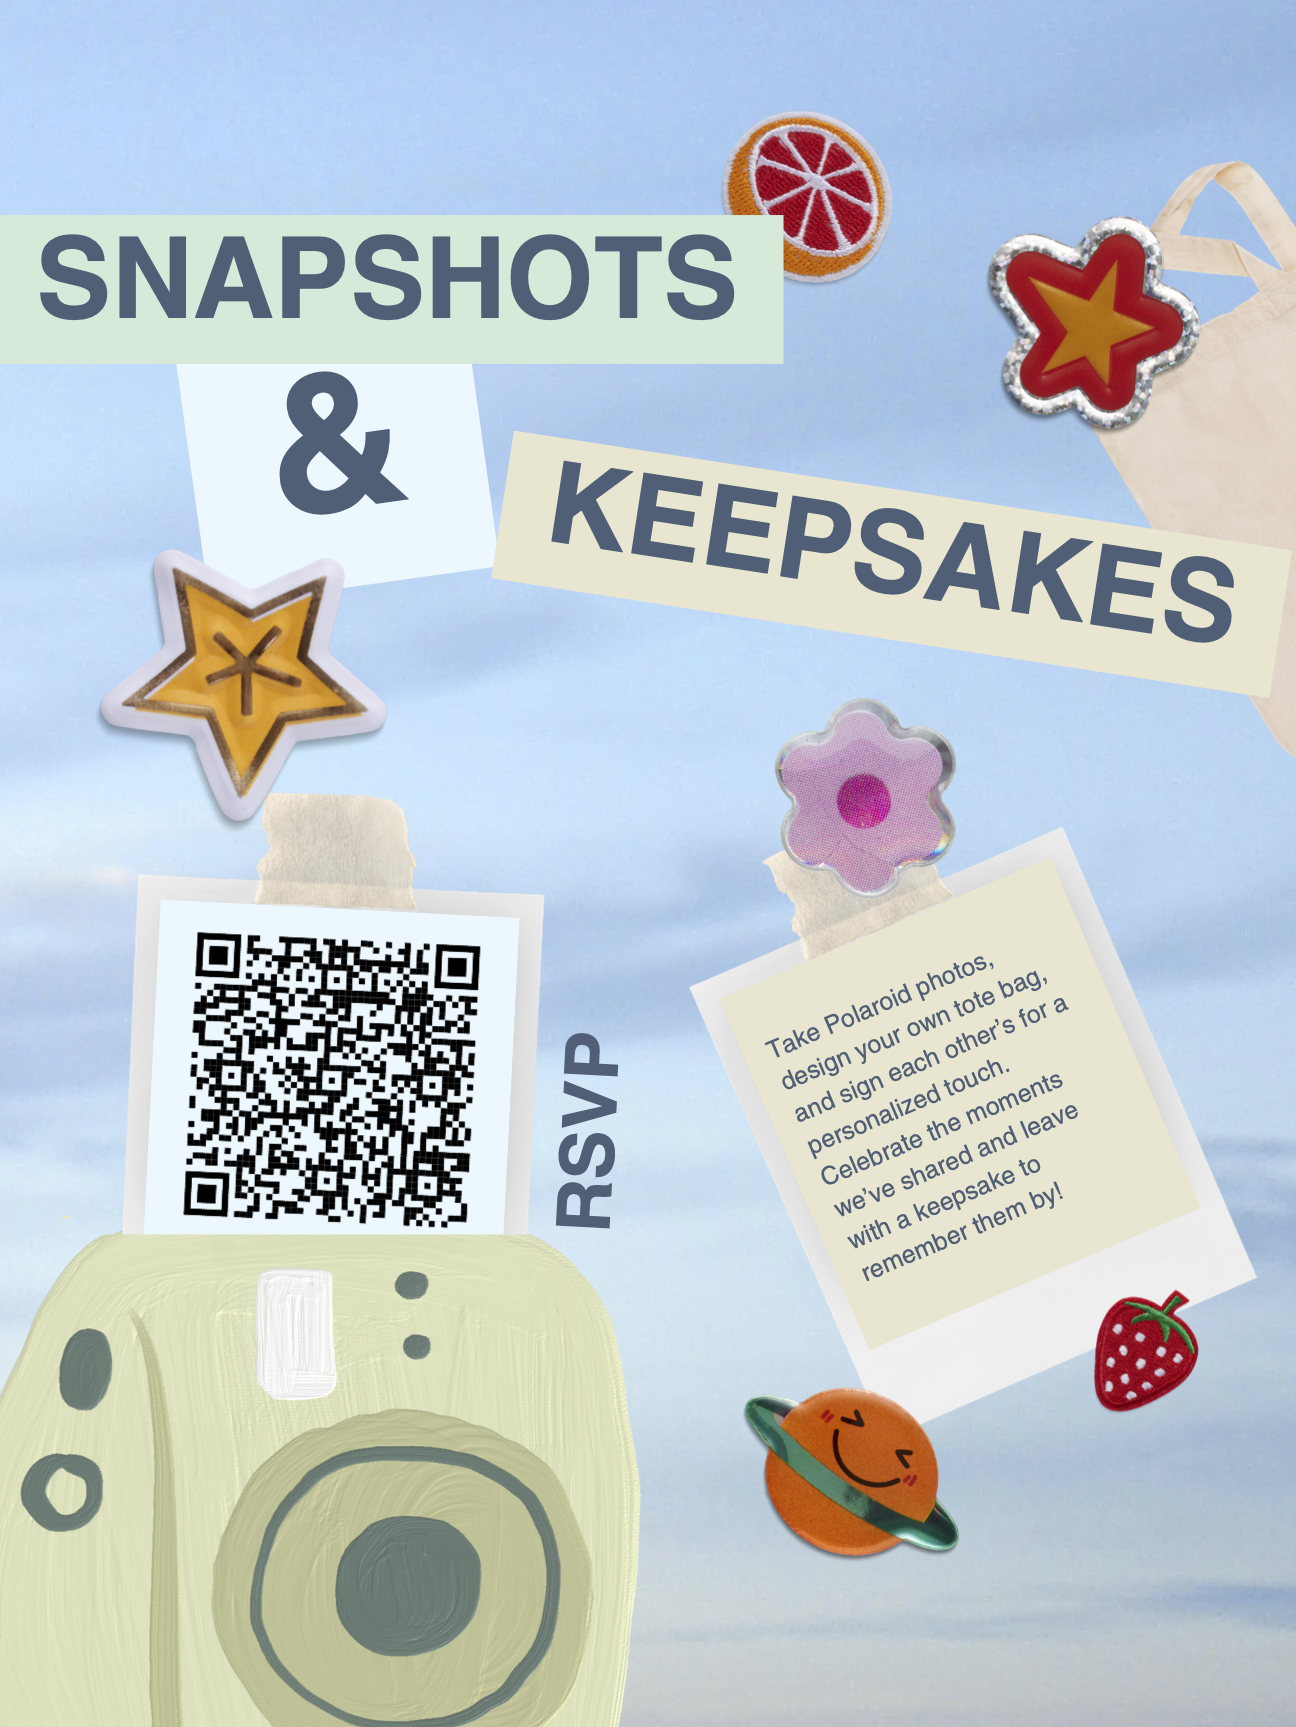 SNAPSHOTS
&
KEEPSAKES
RSVP
Take Polaroid photos,
design your own tote bag,
and sign each other's for a
personalized touch.
Celebrate the moments
we've shared and leave
with a keepsake to
remember them by!